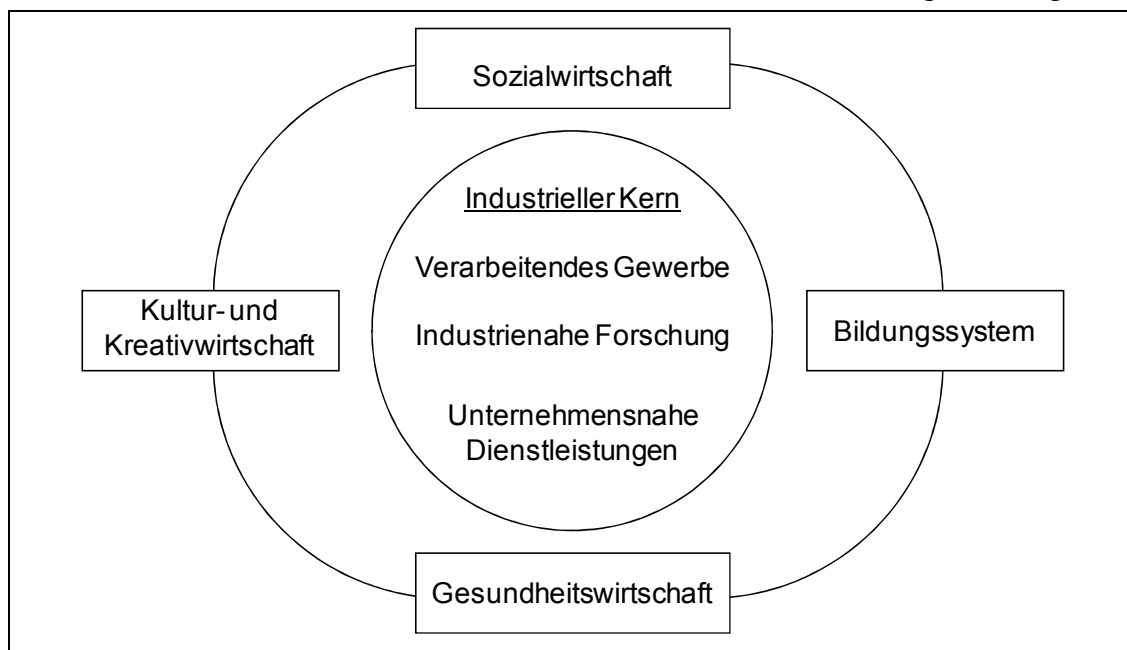 Sozialwirtschaft
Industrieller Kern
Verarbeitendes Gewerbe
Kultur- und
Kreativwirtschaft
Industrienahe Forschung
Bildungssystem
Unternehmensnahe
Dienstleistungen
Gesundheitswirtschaft